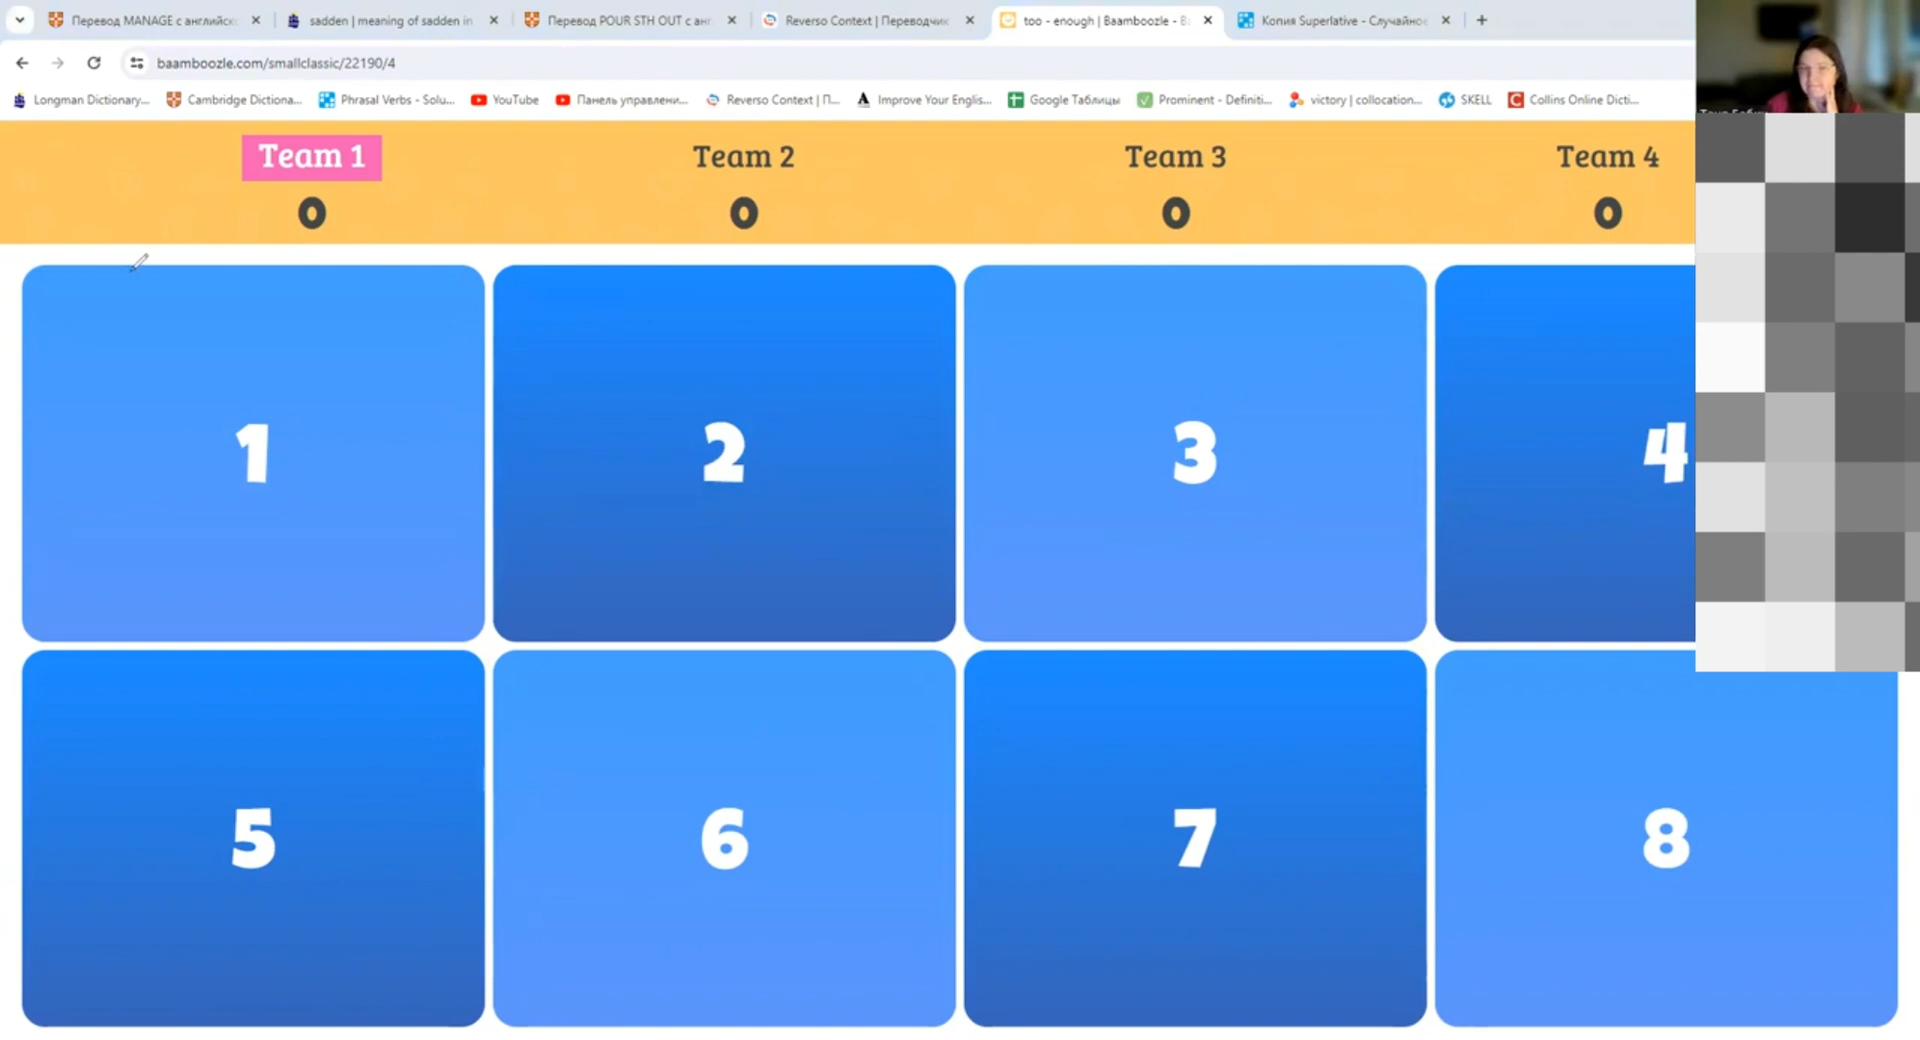 Перевод MANAGE с английск
sadden | meaning of sadden in
Перевод POUR STH OUT с анг
Reverso Context | Переводчик
too - enough | Baamboozle - B
Копия Superlative - Случайное
baamboozle.com/smallclassic/22190/4
Longman Dictionary...
Cambridge Dictiona...
Phrasal Verbs - Solu...
YouTube
Панель управлени...
Reverso Context | П...
Improve Your Englis...
Google Таблицы
Prominent - Definiti...
victory | collocation...
SKELL
Collins Online Dicti...
Team 1
Team 2
Team 3
Team 4
0
0
0
0
1
2
3
4
5
6
7
8